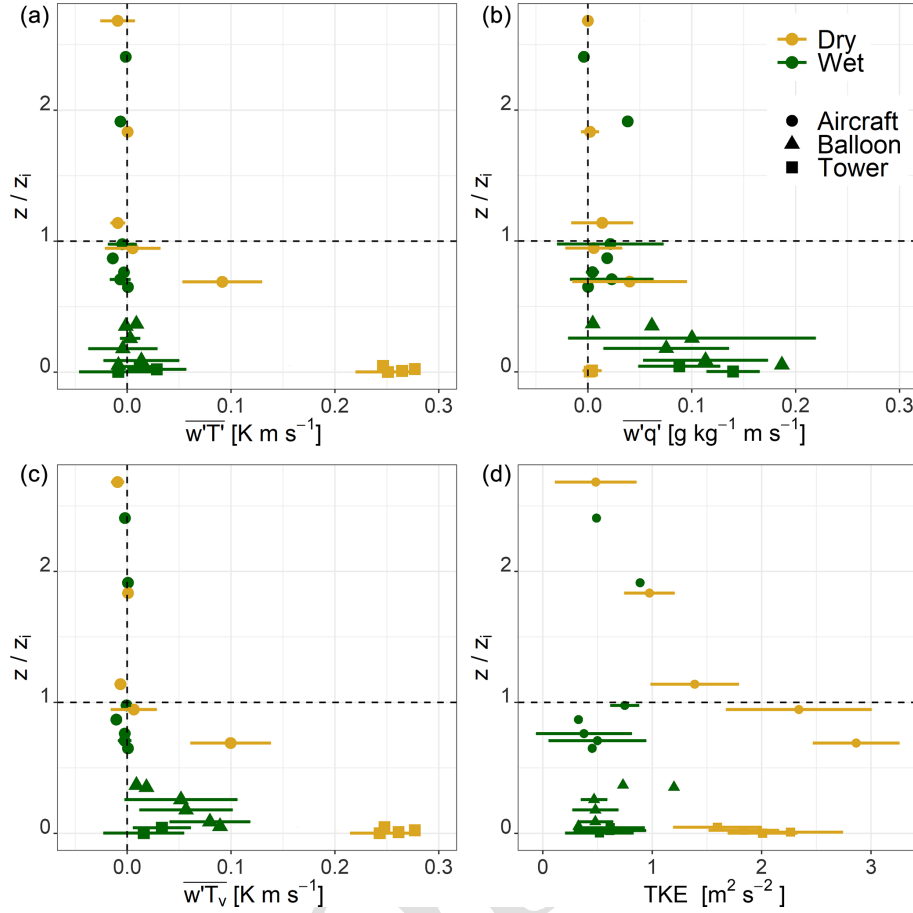 (a)
z / zᵢ
2
1
0
0.0 0.1 0.2 0.3
w'T' [K m s⁻¹]
(b)
Dry
Wet
Aircraft
Balloon
Tower
z / zᵢ
2
1
0
0.0 0.1 0.2 0.3
w'q' [g kg⁻¹ m s⁻¹]
(c)
z / zᵢ
2
1
0
0.0 0.1 0.2 0.3
w'Tᵥ [K m s⁻¹]
(d)
z / zᵢ
2
1
0
0 1 2 3
TKE [m² s⁻²]